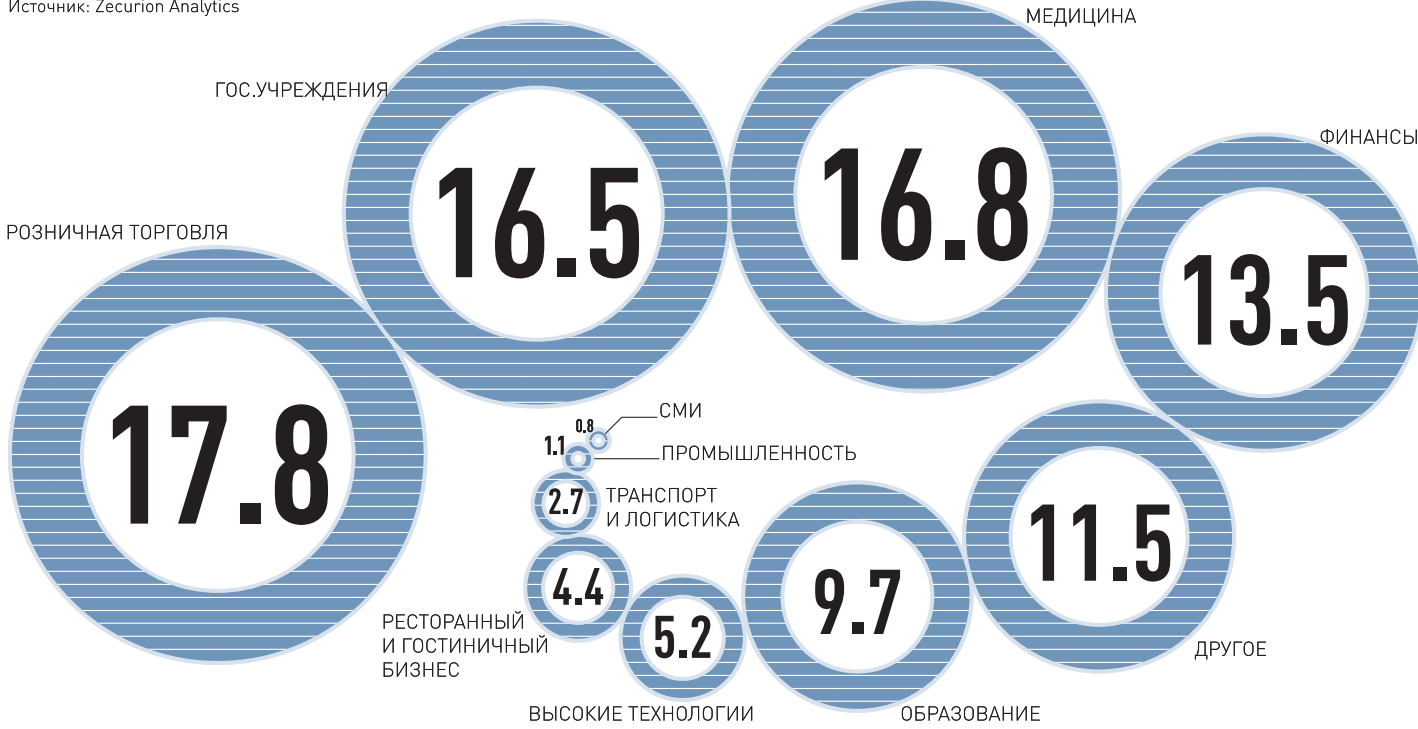 Источник: Zecurion Analytics
МЕДИЦИНА
ГОС.УЧРЕЖДЕНИЯ
16.5
16.8
ФИНАНСЫ
13.5
РОЗНИЧНАЯ ТОРГОВЛЯ
17.8
0.8
СМИ
1.1
ПРОМЫШЛЕННОСТЬ
2.7
ТРАНСПОРТ
И ЛОГИСТИКА
4.4
РЕСТОРАННЫЙ
И ГОСТИНИЧНЫЙ
БИЗНЕС
5.2
ВЫСОКИЕ ТЕХНОЛОГИИ
9.7
ОБРАЗОВАНИЕ
11.5
ДРУГОЕ